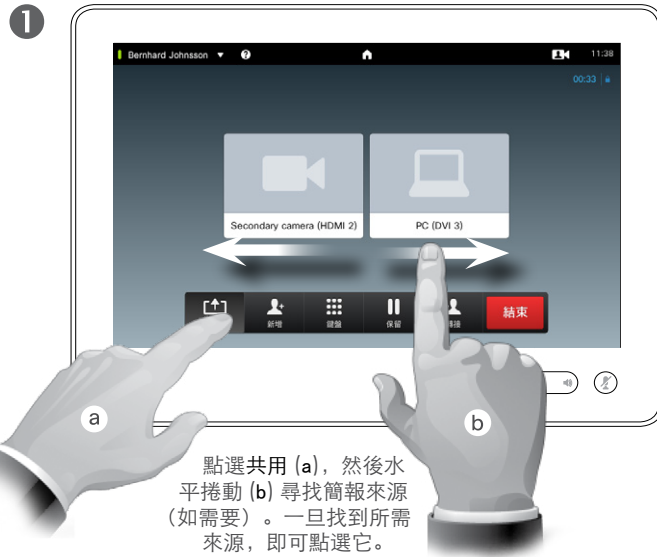 1
Bernhard Johnsson ? 11:38
00:33
Secondary camera (HDMI 2) PC (DVI 3)
新增 鍵盤 保留 結束
a
b
點選共用 (a)，然後水
平捲動 (b) 尋找簡報來源
（如需要）。一旦找到所需
來源，即可點選它。